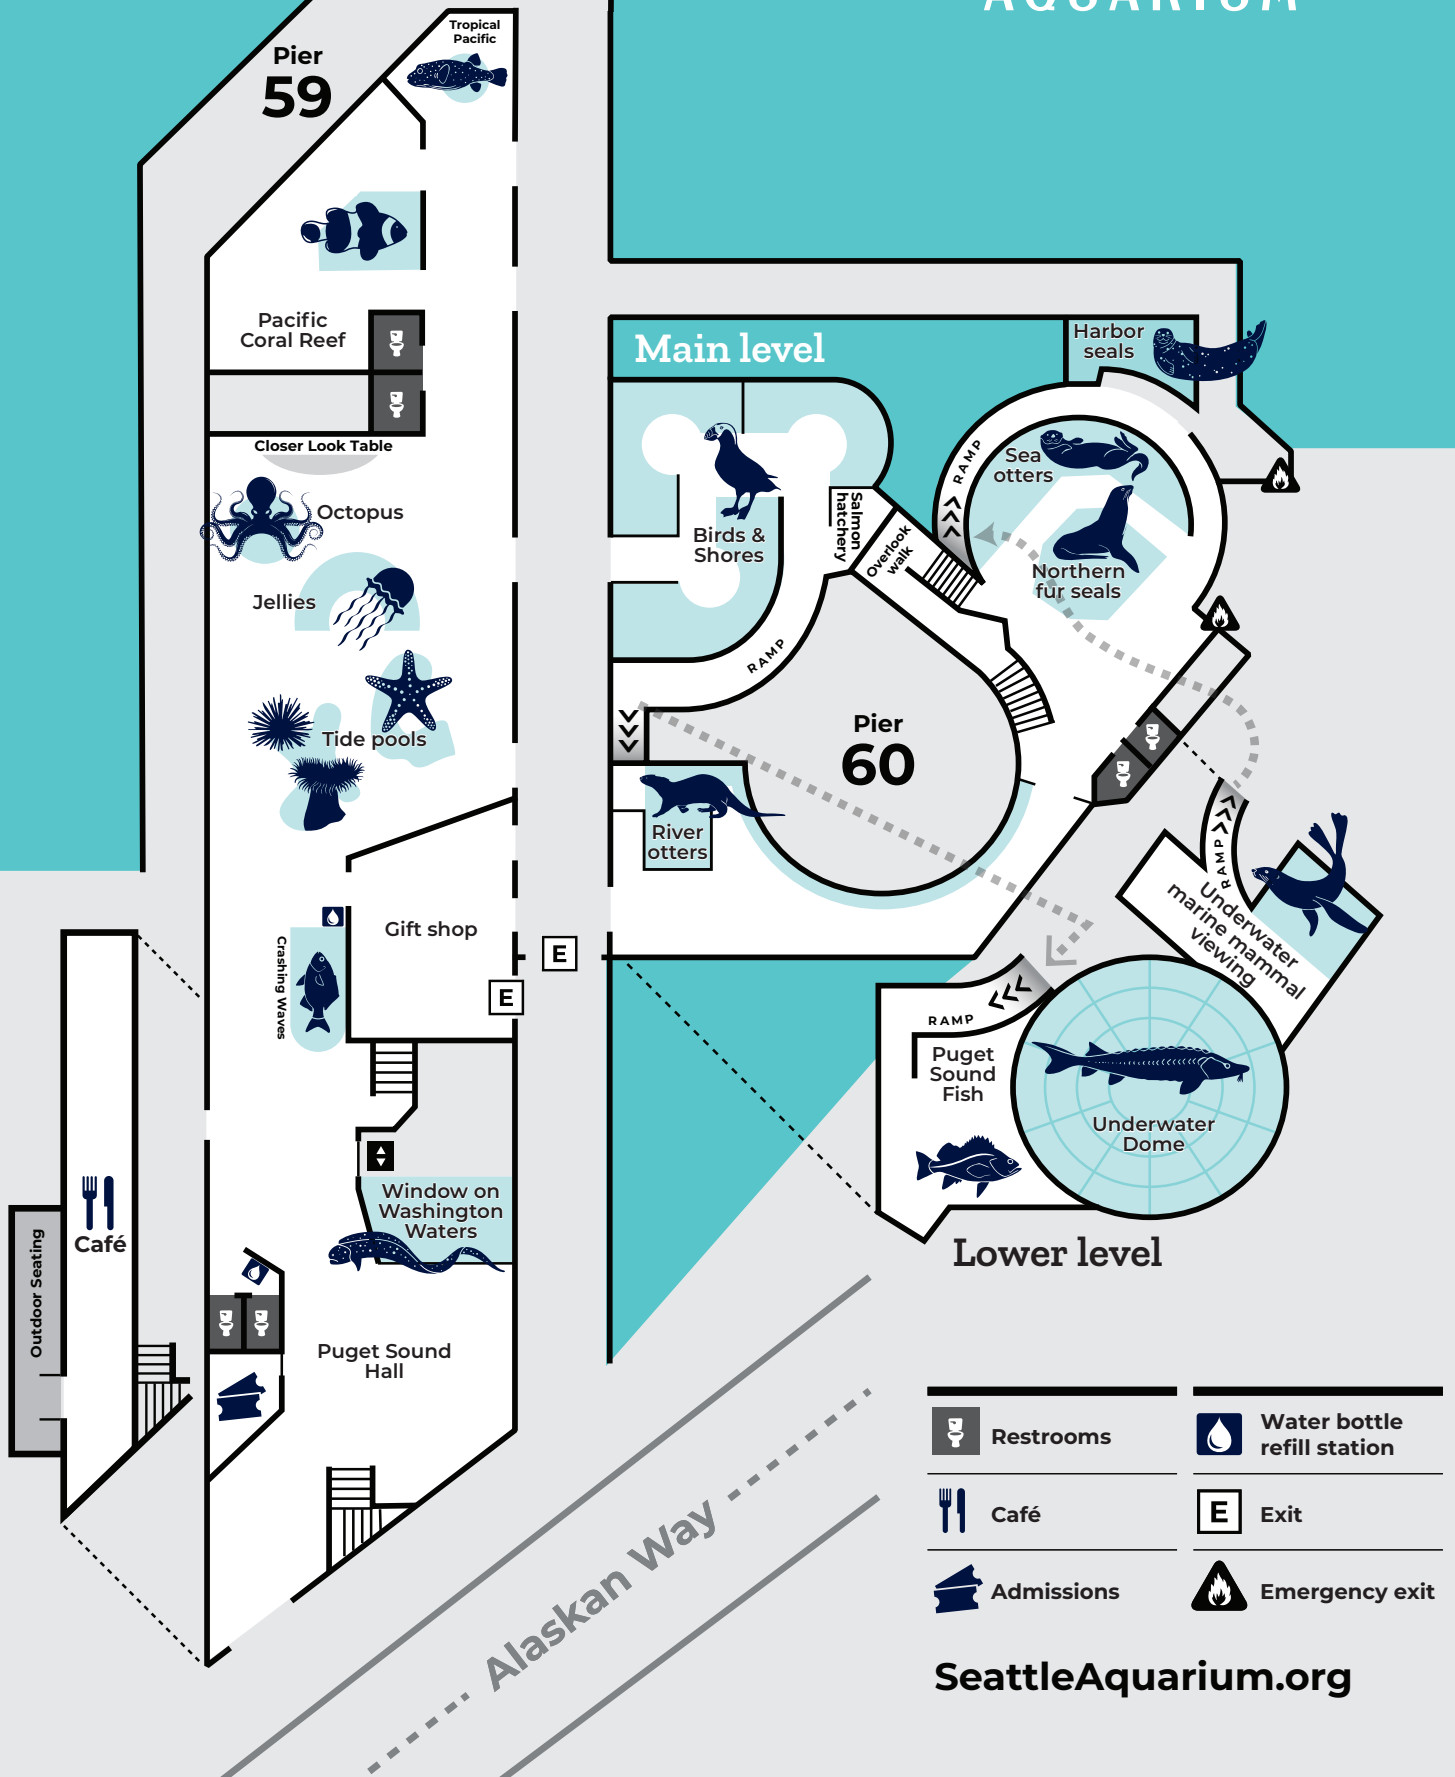 AQUARIUM
Tropical
Pacific
Pier
59
Pacific
Coral Reef
Closer Look Table
Octopus
Jellies
Tide pools
Gift shop
Crashing Waves
E
E
Café
Outdoor Seating
Window on
Washington
Waters
Puget Sound
Hall
Main level
Harbor
seals
Sea
otters
RAMP
Northern
fur seals
Birds &
Shores
Salmon
hatchery
Overlook
walk
RAMP
Pier
60
River
otters
RAMP
Underwater
marine mammal
viewing
RAMP
Puget
Sound
Fish
Underwater
Dome
Lower level
Alaskan Way
Restrooms
Café
Admissions
Water bottle
refill station
E
Exit
Emergency exit
SeattleAquarium.org